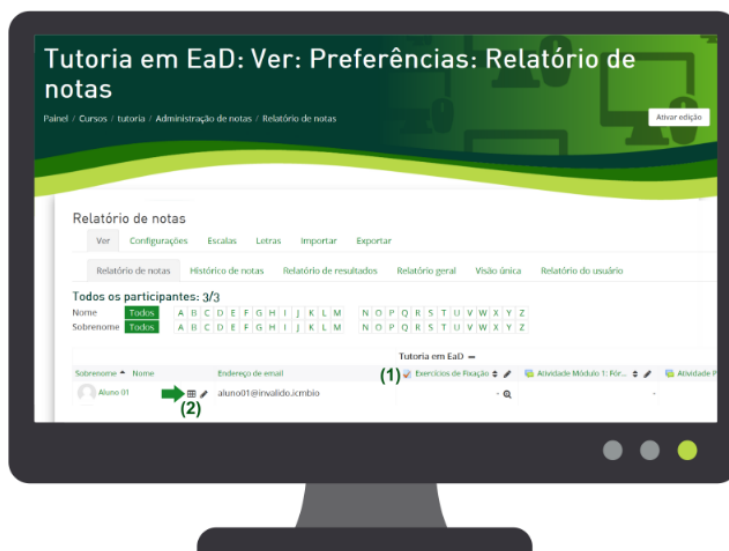 Tutoria em EaD: Ver: Preferências: Relatório de
notas
Painel / Cursos / tutoria / Administração de notas / Relatório de notas
Ativar edição
Relatório de notas
Ver Configurações Escalas Letras Importar Exportar
Relatório de notas Histórico de notas Relatório de resultados Relatório geral Visão única Relatório do usuário
Todos os participantes: 3/3
Nome Todos A B C D E F G H I J K L M N O P Q R S T U V W X Y Z
Sobrenome Todos A B C D E F G H I J K L M N O P Q R S T U V W X Y Z
Tutoria em EaD −
Sobrenome Nome Endereço de email (1) Exercícios de Fixação Atividade Módulo 1: Fór... Atividade P
Aluno 01 aluno01@invalido.icmbio - -
(2)